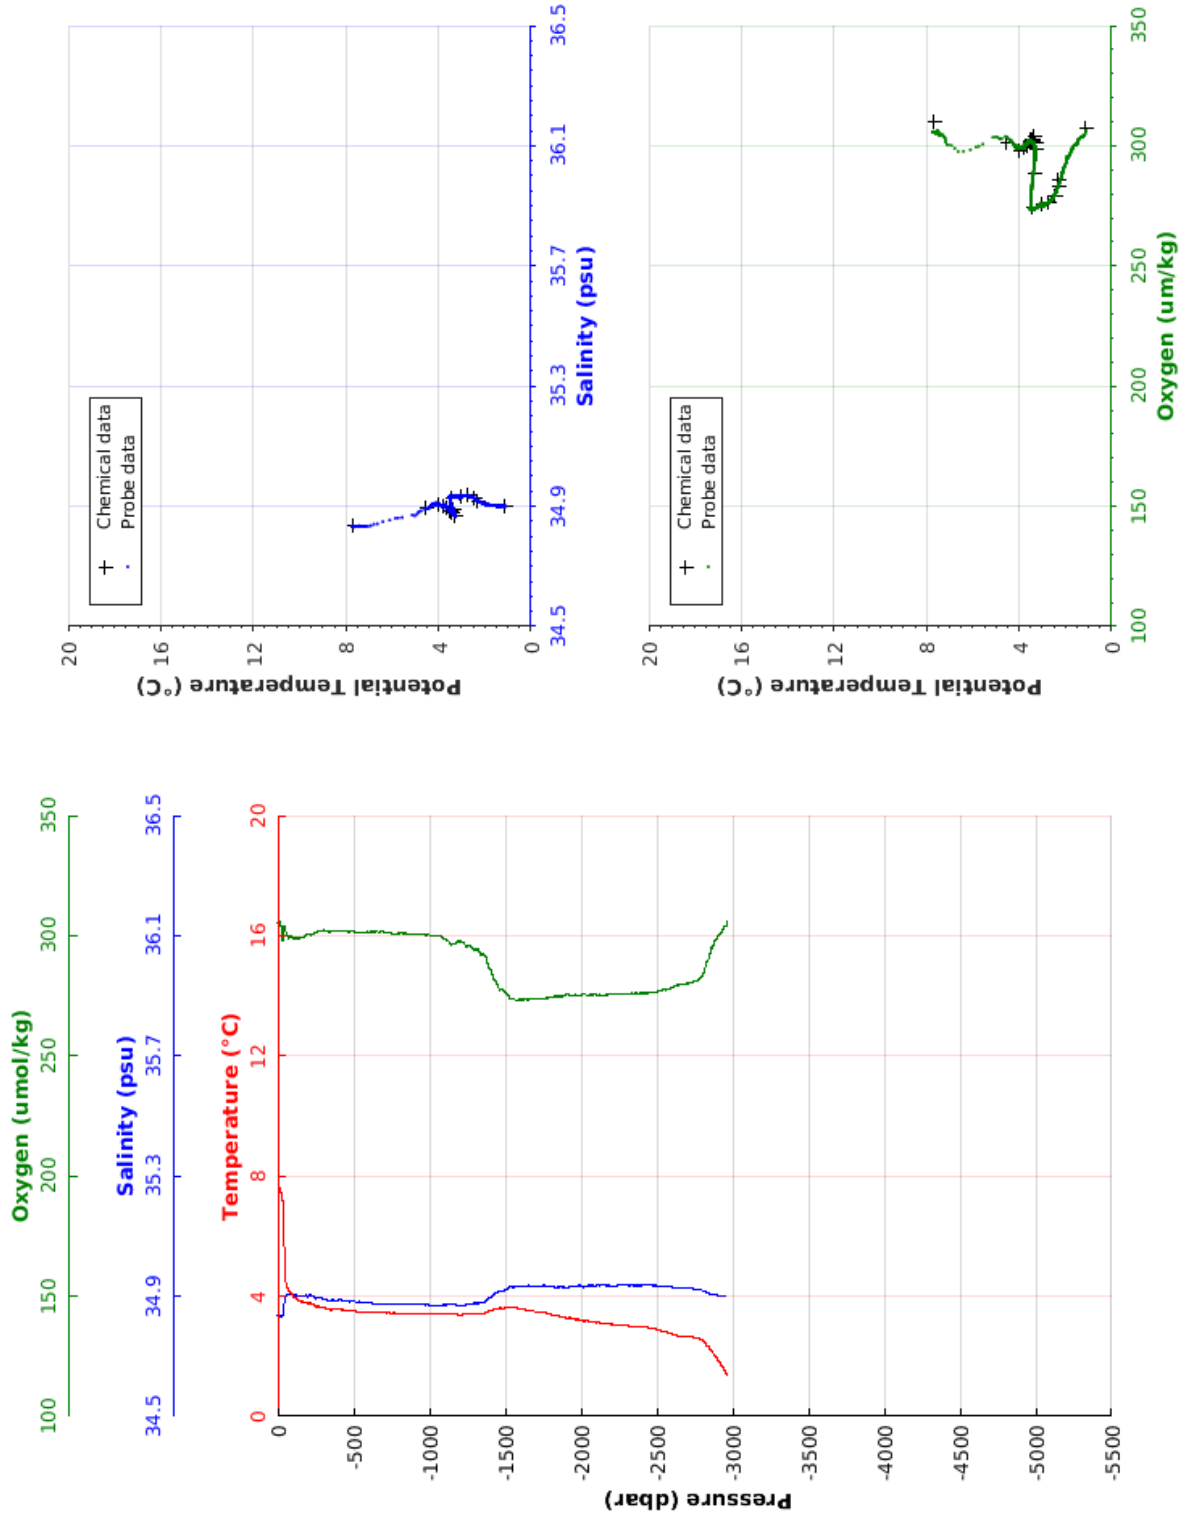 Oxygen (umol/kg)
100 150 200 250 300 350
Salinity (psu)
34.5 34.9 35.3 35.7 36.1 36.5
Temperature (°C)
0 4 8 12 16 20
Pressure (dbar)
0
-500
-1000
-1500
-2000
-2500
-3000
-3500
-4000
-4500
-5000
-5500
Potential Temperature (°C)
20
16
12
8
4
0
Chemical data
Probe data
34.5 34.9 35.3 35.7 36.1 36.5
Salinity (psu)
Potential Temperature (°C)
20
16
12
8
4
0
Chemical data
Probe data
100 150 200 250 300 350
Oxygen (um/kg)